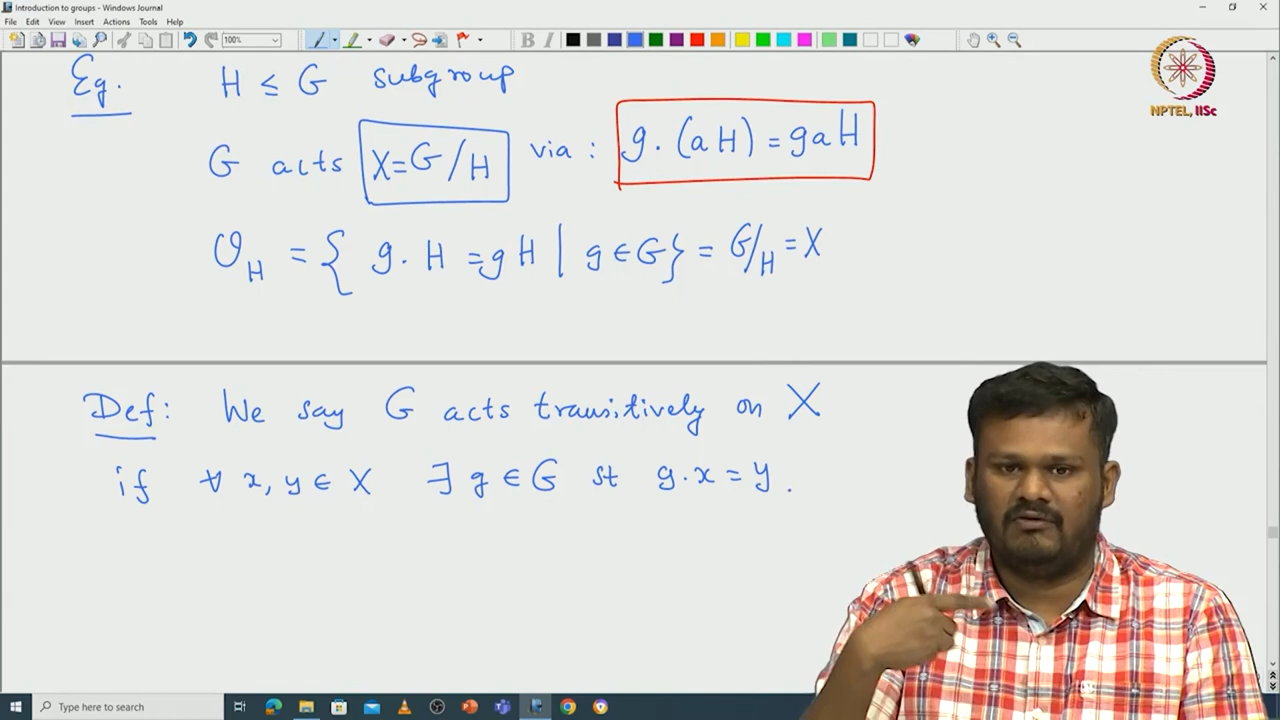 Introduction to groups - Windows Journal
File Edit View Insert Actions Tools Help
100%
B I
Eg. H ≤ G subgroup
G acts X=G/H via : g. (aH) = gaH
O_H = { g. H = gH | g ∈ G} = G/H = X
Def: We say G acts transitively on X
if ∀ x, y ∈ X ∃ g ∈ G st g.x = y.
NPTEL, IISc
Type here to search